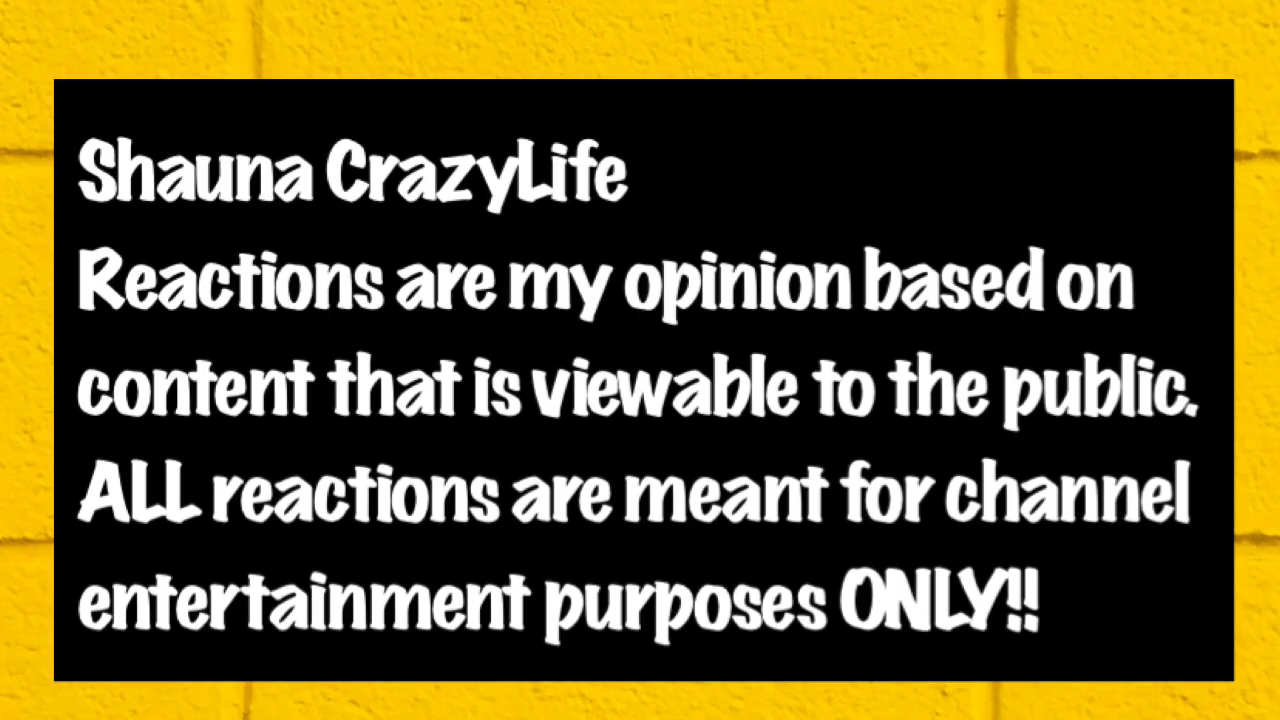 Shauna CrazyLife
Reactions are my opinion based on
content that is viewable to the public.
ALL reactions are meant for channel
entertainment purposes ONLY!!